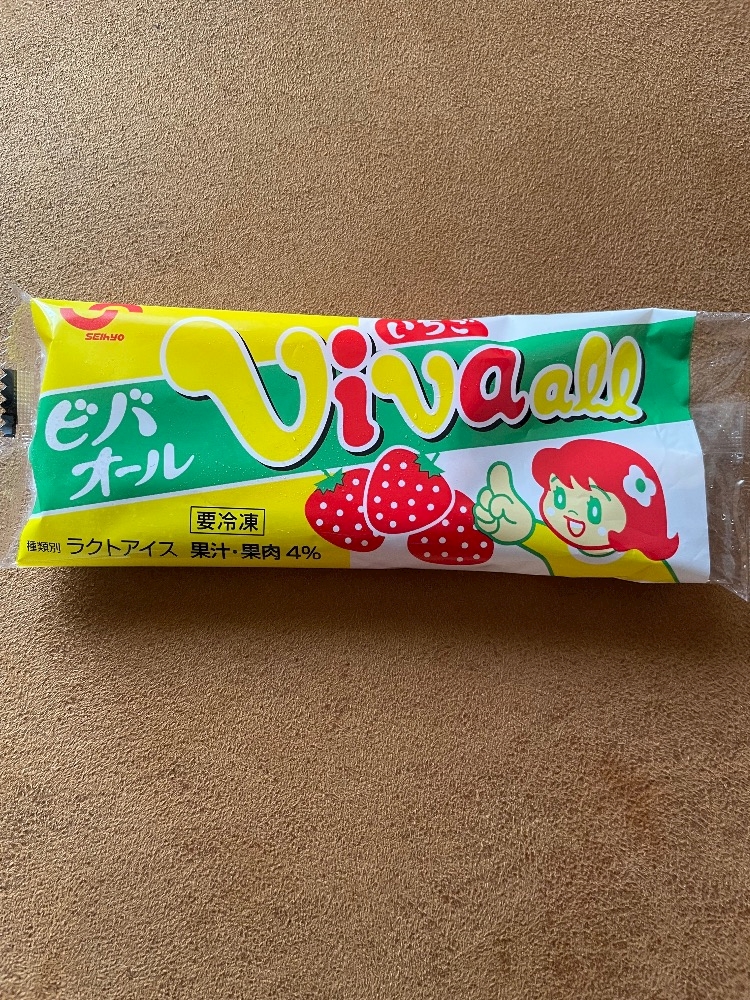 SEIHYO
いちご
Viva all
ビバ
オール
要冷凍
種類別 ラクトアイス 果汁・果肉 4%